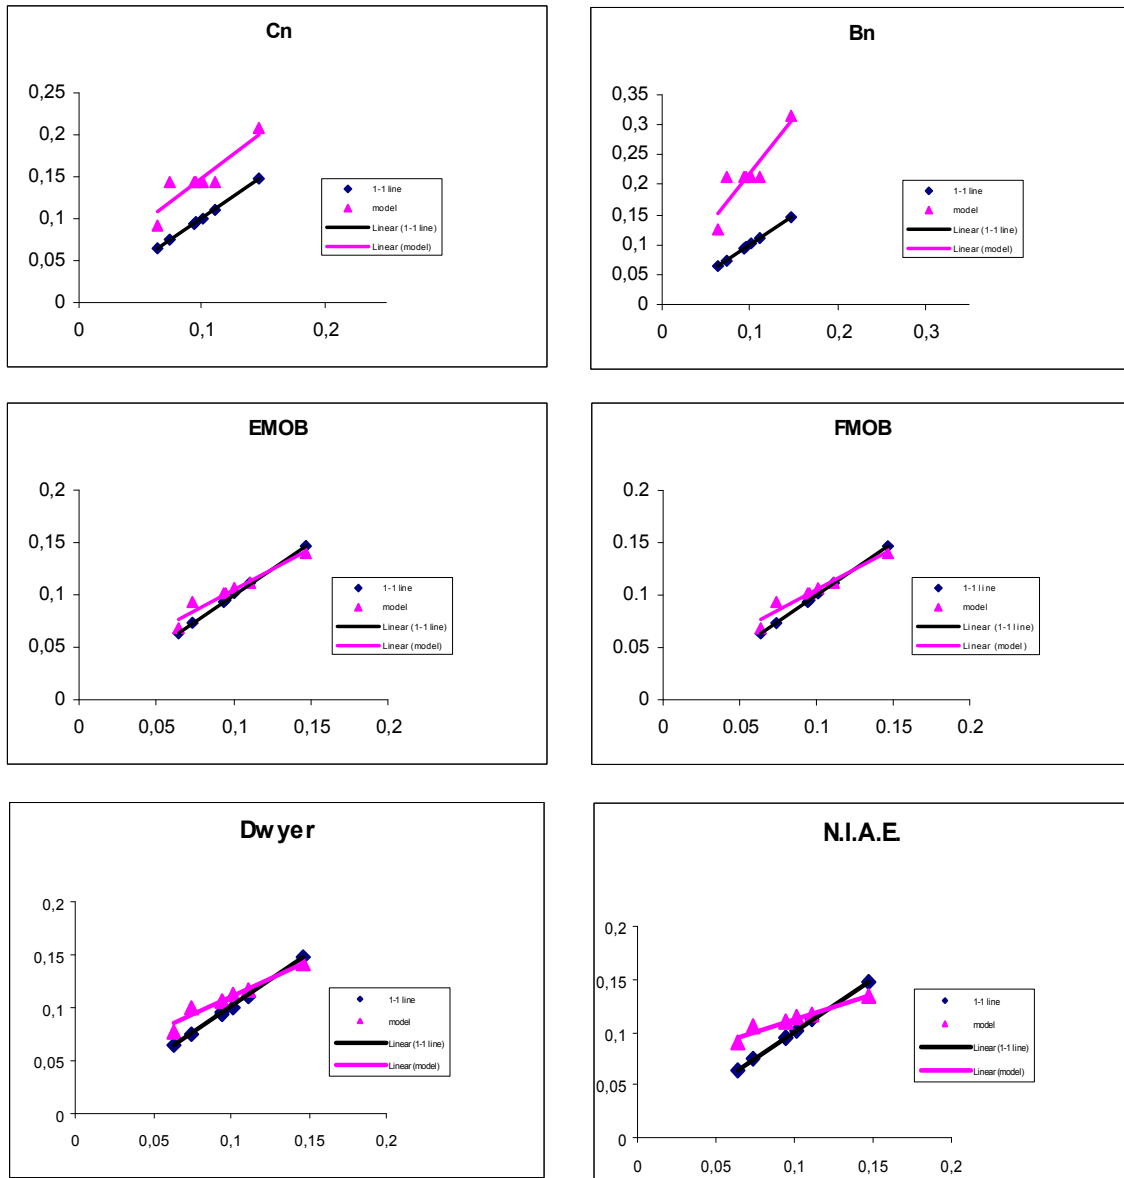 Cn
0,25
0,2
0,15
0,1
0,05
0
0 0,1 0,2
1-1 line
model
Linear (1-1 line)
Linear (model)
Bn
0,35
0,3
0,25
0,2
0,15
0,1
0,05
0
0 0,1 0,2 0,3
1-1 line
model
Linear (1-1 line)
Linear (model)
EMOB
0,2
0,15
0,1
0,05
0
0 0,05 0,1 0,15 0,2
1-1 line
model
Linear (1-1 line)
Linear (model)
FMOB
0.2
0.15
0.1
0.05
0
0 0.05 0.1 0.15 0.2
1-1 line
model
Linear (1-1 line)
Linear (model)
Dwyer
0,2
0,15
0,1
0,05
0
0 0,05 0,1 0,15 0,2
1-1 line
model
Linear (1-1 line)
Linear (model)
N.I.A.E.
0,2
0,15
0,1
0,05
0
0 0,05 0,1 0,15 0,2
1-1 line
model
Linear (1-1 line)
Linear (model)